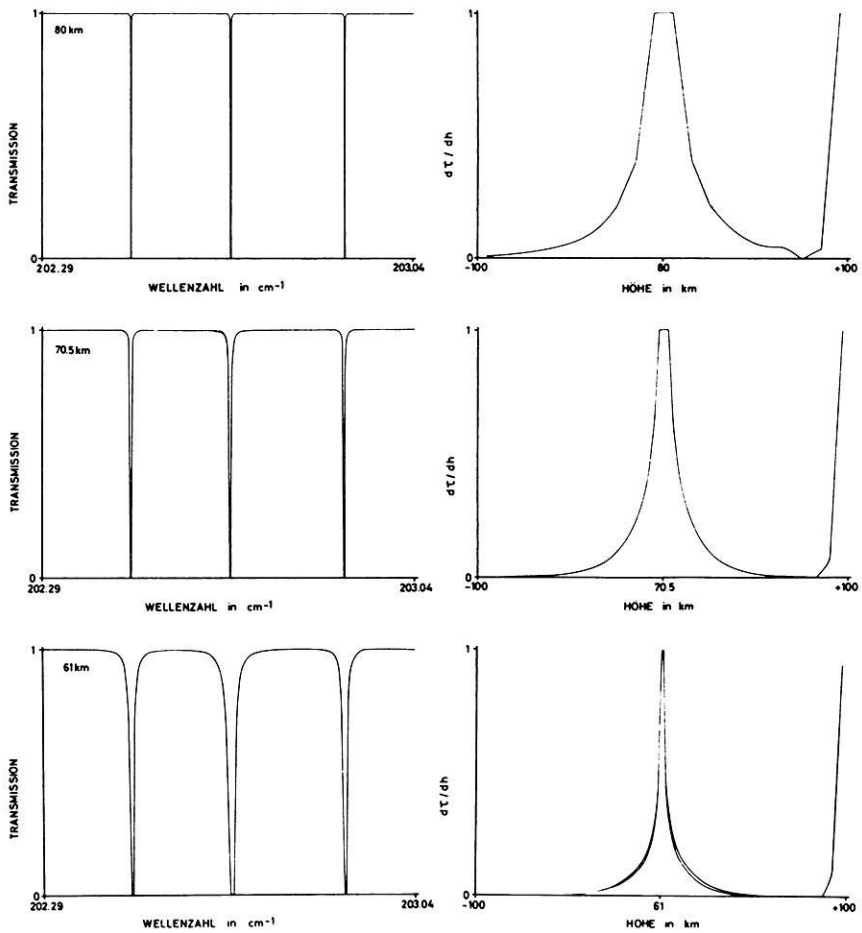 1
80 km
TRANSMISSION
0
202.29
203.04
WELLENZAHL in cm-1
1
dτ/dh
0
-100
80
+100
HÖHE in km
1
70.5 km
TRANSMISSION
0
202.29
203.04
WELLENZAHL in cm-1
1
dτ/dh
0
-100
70.5
+100
HÖHE in km
1
61 km
TRANSMISSION
0
202.29
203.04
WELLENZAHL in cm-1
1
dτ/dh
0
-100
61
+100
HÖHE in km